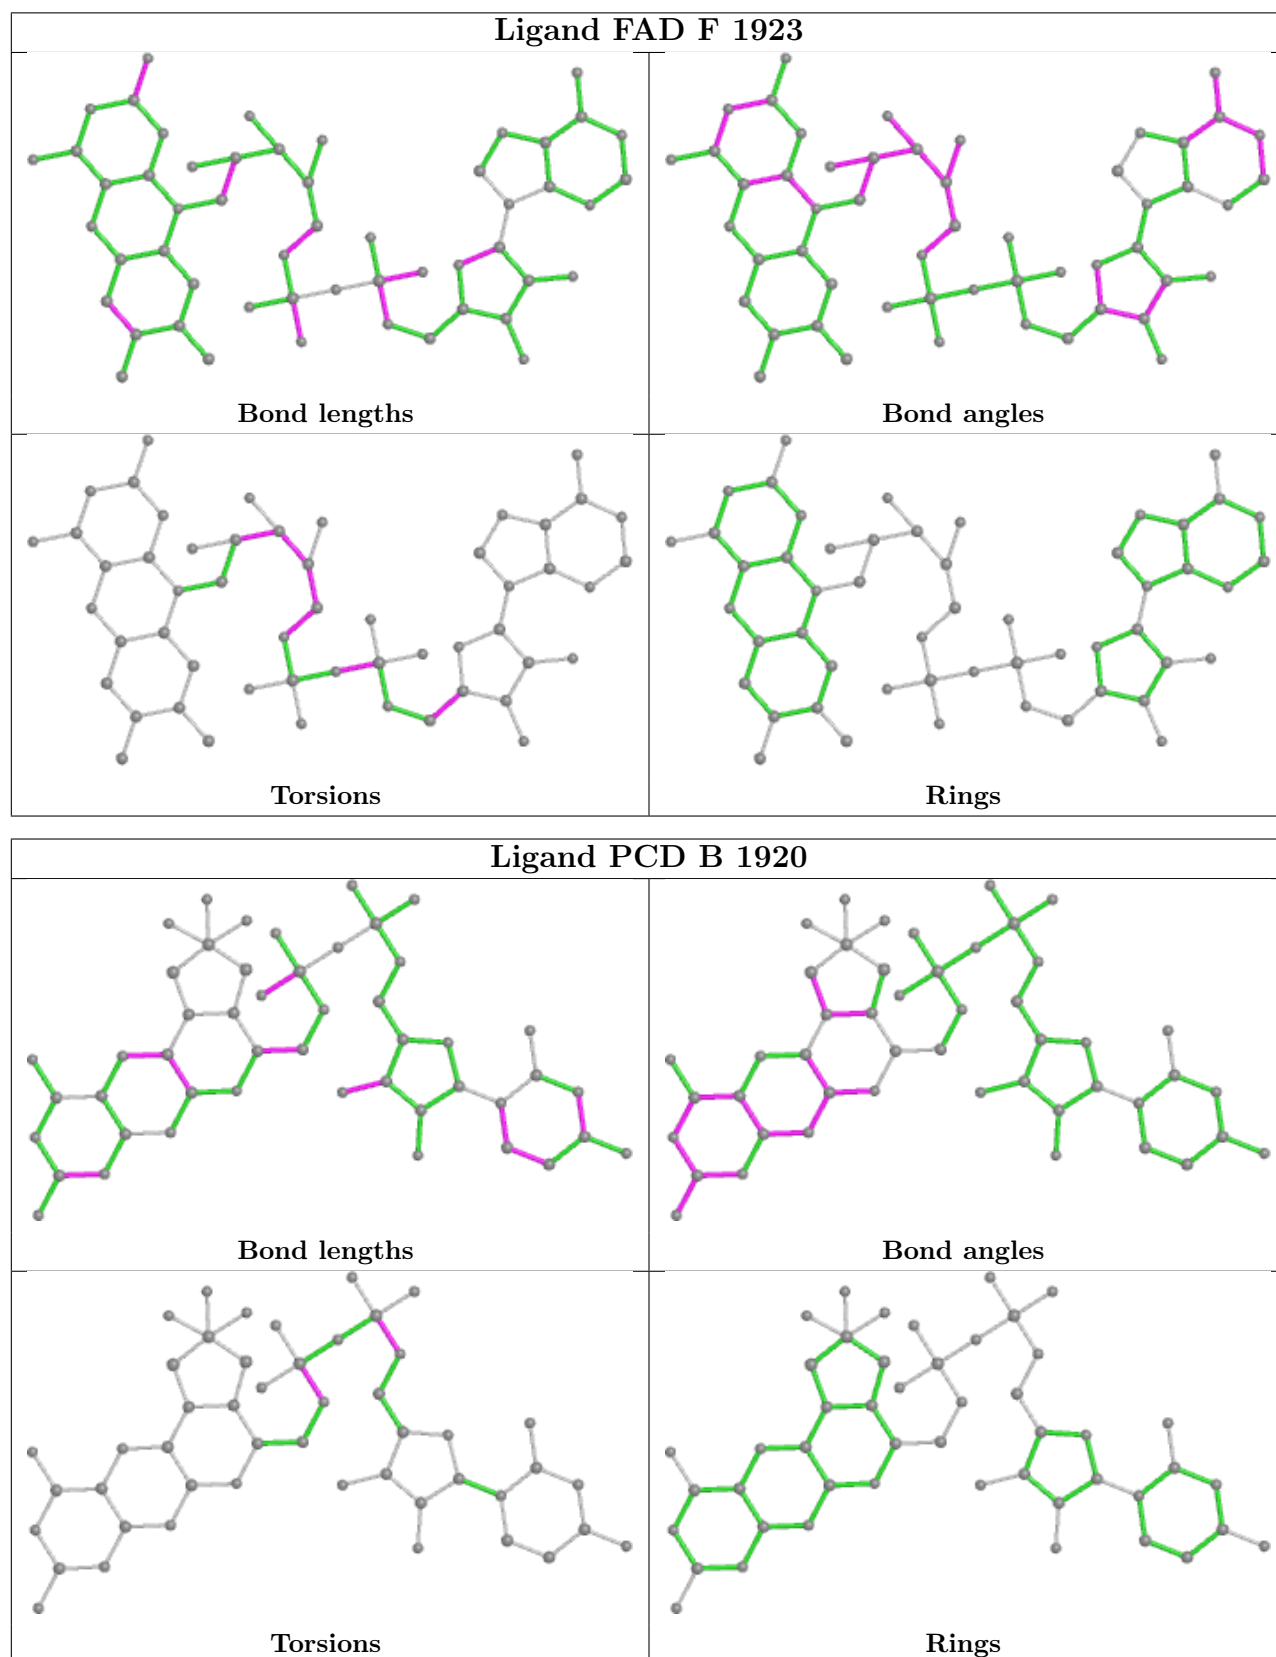 Ligand FAD F 1923
Bond lengths
Bond angles
Torsions
Rings
Ligand PCD B 1920
Bond lengths
Bond angles
Torsions
Rings